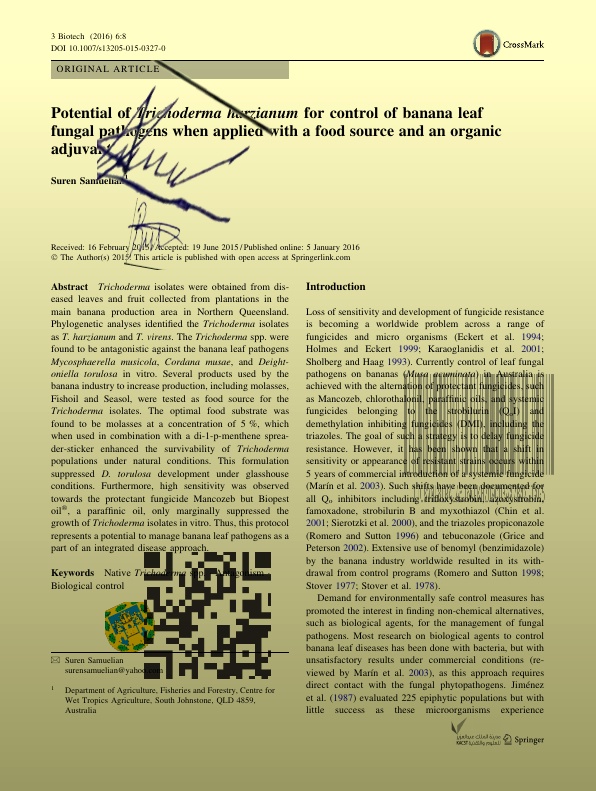 3 Biotech (2016) 6:8
DOI 10.1007/s13205-015-0327-0
CrossMark
ORIGINAL ARTICLE
Potential of Trichoderma harzianum for control of banana leaf
fungal pathogens when applied with a food source and an organic
adjuvant
Suren Samuelian1
Received: 16 February 2015 / Accepted: 19 June 2015 / Published online: 5 January 2016
© The Author(s) 2015. This article is published with open access at Springerlink.com
Abstract Trichoderma isolates were obtained from dis-
eased leaves and fruit collected from plantations in the
main banana production area in Northern Queensland.
Phylogenetic analyses identified the Trichoderma isolates
as T. harzianum and T. virens. The Trichoderma spp. were
found to be antagonistic against the banana leaf pathogens
Mycosphaerella musicola, Cordana musae, and Deight-
oniella torulosa in vitro. Several products used by the
banana industry to increase production, including molasses,
Fishoil and Seasol, were tested as food source for the
Trichoderma isolates. The optimal food substrate was
found to be molasses at a concentration of 5 %, which
when used in combination with a di-1-p-menthene sprea-
der-sticker enhanced the survivability of Trichoderma
populations under natural conditions. This formulation
suppressed D. torulosa development under glasshouse
conditions. Furthermore, high sensitivity was observed
towards the protectant fungicide Mancozeb but Biopest
oil®, a paraffinic oil, only marginally suppressed the
growth of Trichoderma isolates in vitro. Thus, this protocol
represents a potential to manage banana leaf pathogens as a
part of an integrated disease approach.
Keywords Native Trichoderma spp. · Antagonism ·
Biological control
Suren Samuelian
surensamuelian@yahoo.com
1 Department of Agriculture, Fisheries and Forestry, Centre for
Wet Tropics Agriculture, South Johnstone, QLD 4859,
Australia
Introduction
Loss of sensitivity and development of fungicide resistance
is becoming a worldwide problem across a range of
fungicides and micro organisms (Eckert et al. 1994;
Holmes and Eckert 1999; Karaoglanidis et al. 2001;
Sholberg and Haag 1993). Currently control of leaf fungal
pathogens on bananas (Musa acuminata) in Australia is
achieved with the alternation of protectant fungicides, such
as Mancozeb, chlorothalonil, paraffinic oils, and systemic
fungicides belonging to the strobilurin (QoI) and
demethylation inhibiting fungicides (DMI), including the
triazoles. The goal of such a strategy is to delay fungicide
resistance. However, it has been shown that a shift in
sensitivity or appearance of resistant strains occurs within
5 years of commercial introduction of a systemic fungicide
(Marín et al. 2003). Such shifts have been documented for
all Qo inhibitors including trifloxystrobin, azoxystrobin,
famoxadone, strobilurin B and myxothiazol (Chin et al.
2001; Sierotzki et al. 2000), and the triazoles propiconazole
(Romero and Sutton 1996) and tebuconazole (Grice and
Peterson 2002). Extensive use of benomyl (benzimidazole)
by the banana industry worldwide resulted in its with-
drawal from control programs (Romero and Sutton 1998;
Stover 1977; Stover et al. 1978).
Demand for environmentally safe control measures has
promoted the interest in finding non-chemical alternatives,
such as biological agents, for the management of fungal
pathogens. Most research on biological agents to control
banana leaf diseases has been done with bacteria, but with
unsatisfactory results under commercial conditions (re-
viewed by Marín et al. 2003), as this approach requires
direct contact with the fungal phytopathogens. Jiménez
et al. (1987) evaluated 225 epiphytic populations but with
little success as these microorganisms experience
مدينة الملك عبدالعزيز
للعلوم والتقنية KACST
Springer